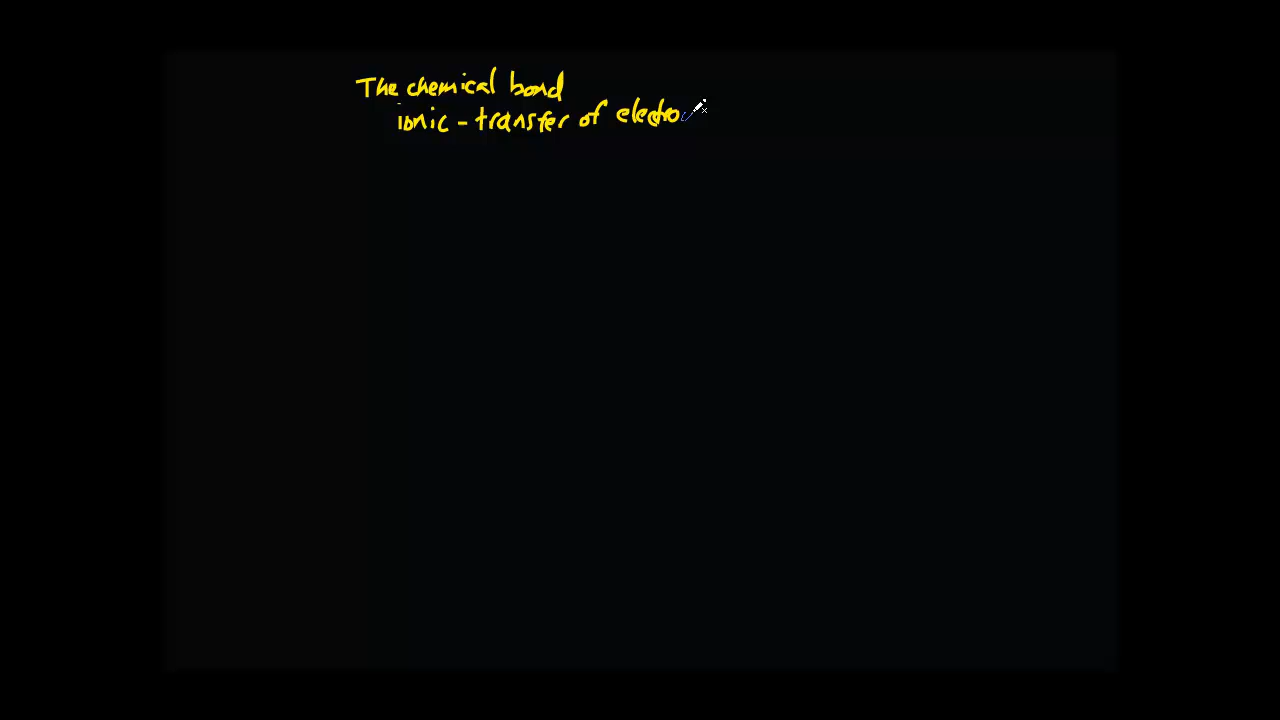 The chemical bond
ionic - transfer of electro